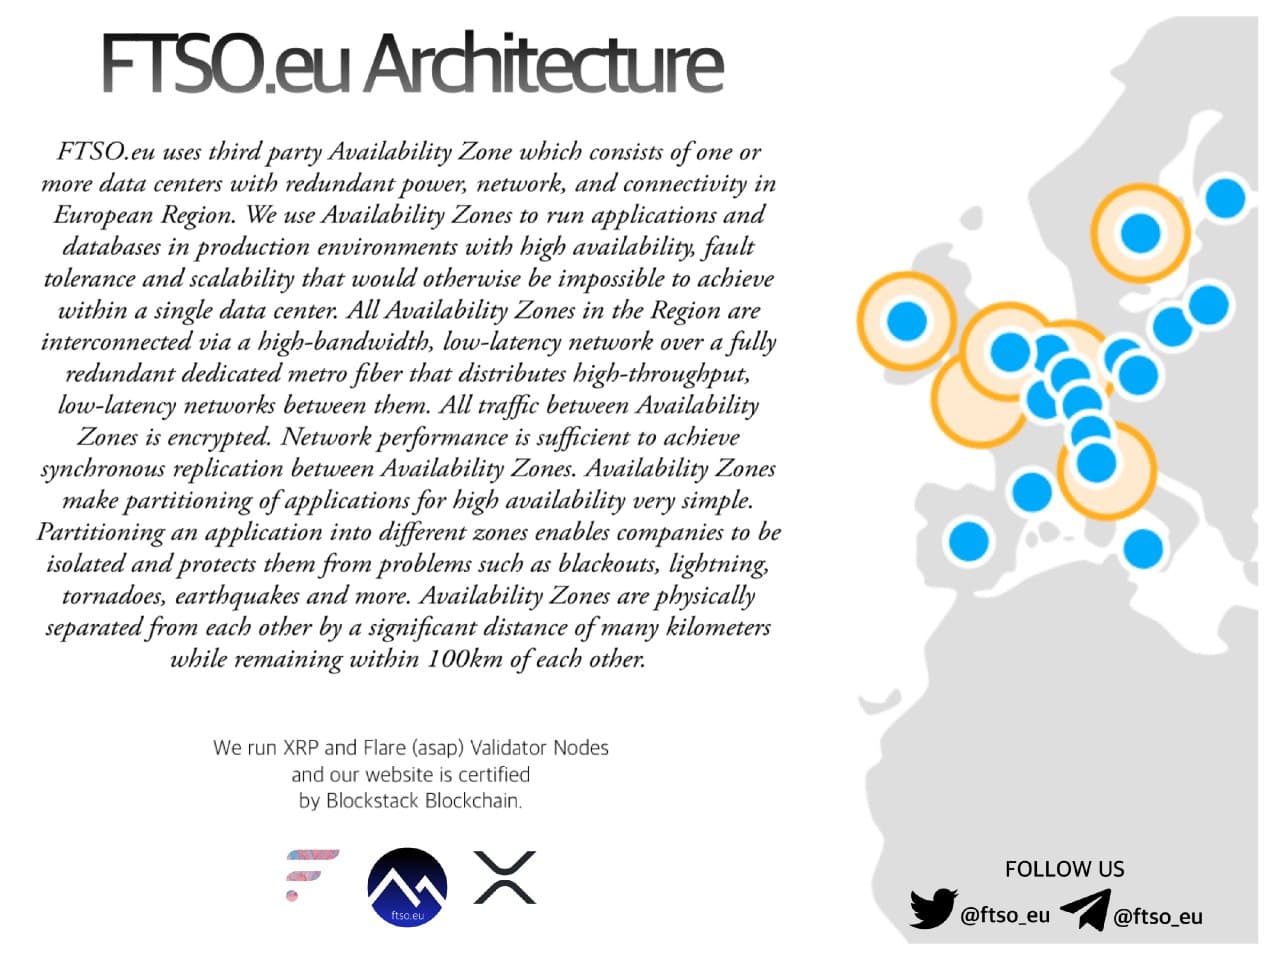 FTSO.eu Architecture
FTSO.eu uses third party Availability Zone which consists of one or
more data centers with redundant power, network, and connectivity in
European Region. We use Availability Zones to run applications and
databases in production environments with high availability, fault
tolerance and scalability that would otherwise be impossible to achieve
within a single data center. All Availability Zones in the Region are
interconnected via a high-bandwidth, low-latency network over a fully
redundant dedicated metro fiber that distributes high-throughput,
low-latency networks between them. All traffic between Availability
Zones is encrypted. Network performance is sufficient to achieve
synchronous replication between Availability Zones. Availability Zones
make partitioning of applications for high availability very simple.
Partitioning an application into different zones enables companies to be
isolated and protects them from problems such as blackouts, lightning,
tornadoes, earthquakes and more. Availability Zones are physically
separated from each other by a significant distance of many kilometers
while remaining within 100km of each other.
We run XRP and Flare (asap) Validator Nodes
and our website is certified
by Blockstack Blockchain.
ftso.eu
FOLLOW US
@ftso_eu @ftso_eu